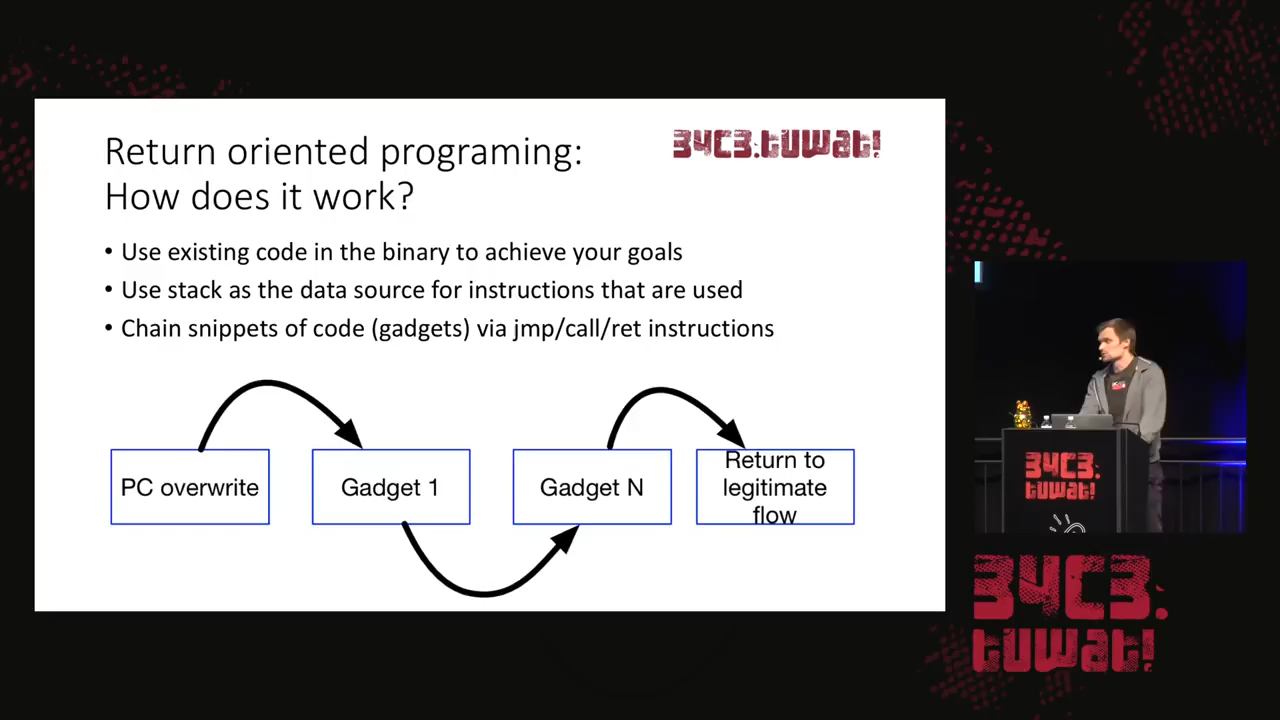 Return oriented programing:
How does it work?
34C3.tuwat!
• Use existing code in the binary to achieve your goals
• Use stack as the data source for instructions that are used
• Chain snippets of code (gadgets) via jmp/call/ret instructions
PC overwrite
Gadget 1
Gadget N
Return to
legitimate
flow
34C3.
tuwat!
34C3.
tuwat!